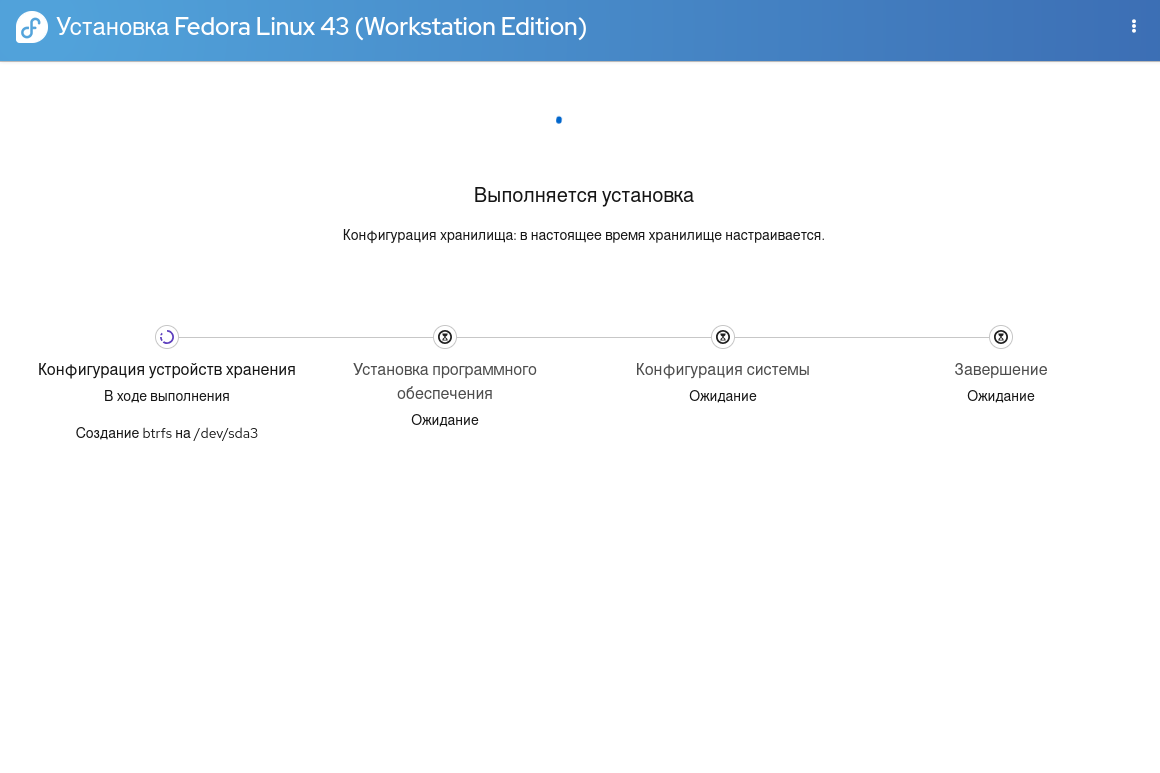 Установка Fedora Linux 43 (Workstation Edition)
Выполняется установка
Конфигурация хранилища: в настоящее время хранилище настраивается.
Конфигурация устройств хранения
В ходе выполнения
Создание btrfs на /dev/sda3
Установка программного
обеспечения
Ожидание
Конфигурация системы
Ожидание
Завершение
Ожидание